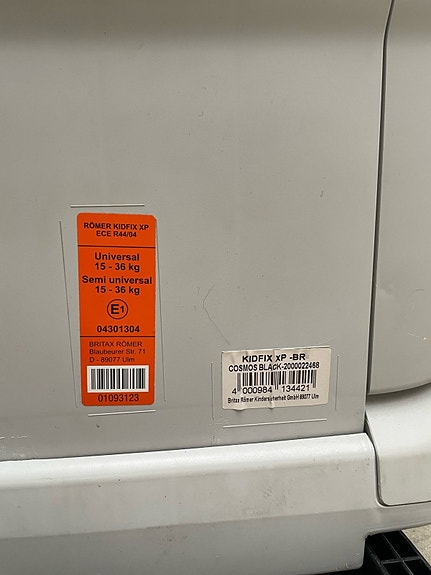 RÖMER KIDFIX XP
ECE R44/04
Universal
15 - 36 kg
Semi universal
15 - 36 kg
E1
04301304
BRITAX RÖMER
Blaubeurer Str. 71
D - 89077 Ulm
01093123
KIDFIX XP -BR
COSMOS BLACK-2000022468
4 000984 134421
Britax Römer Kindersicherheit GmbH 89077 Ulm